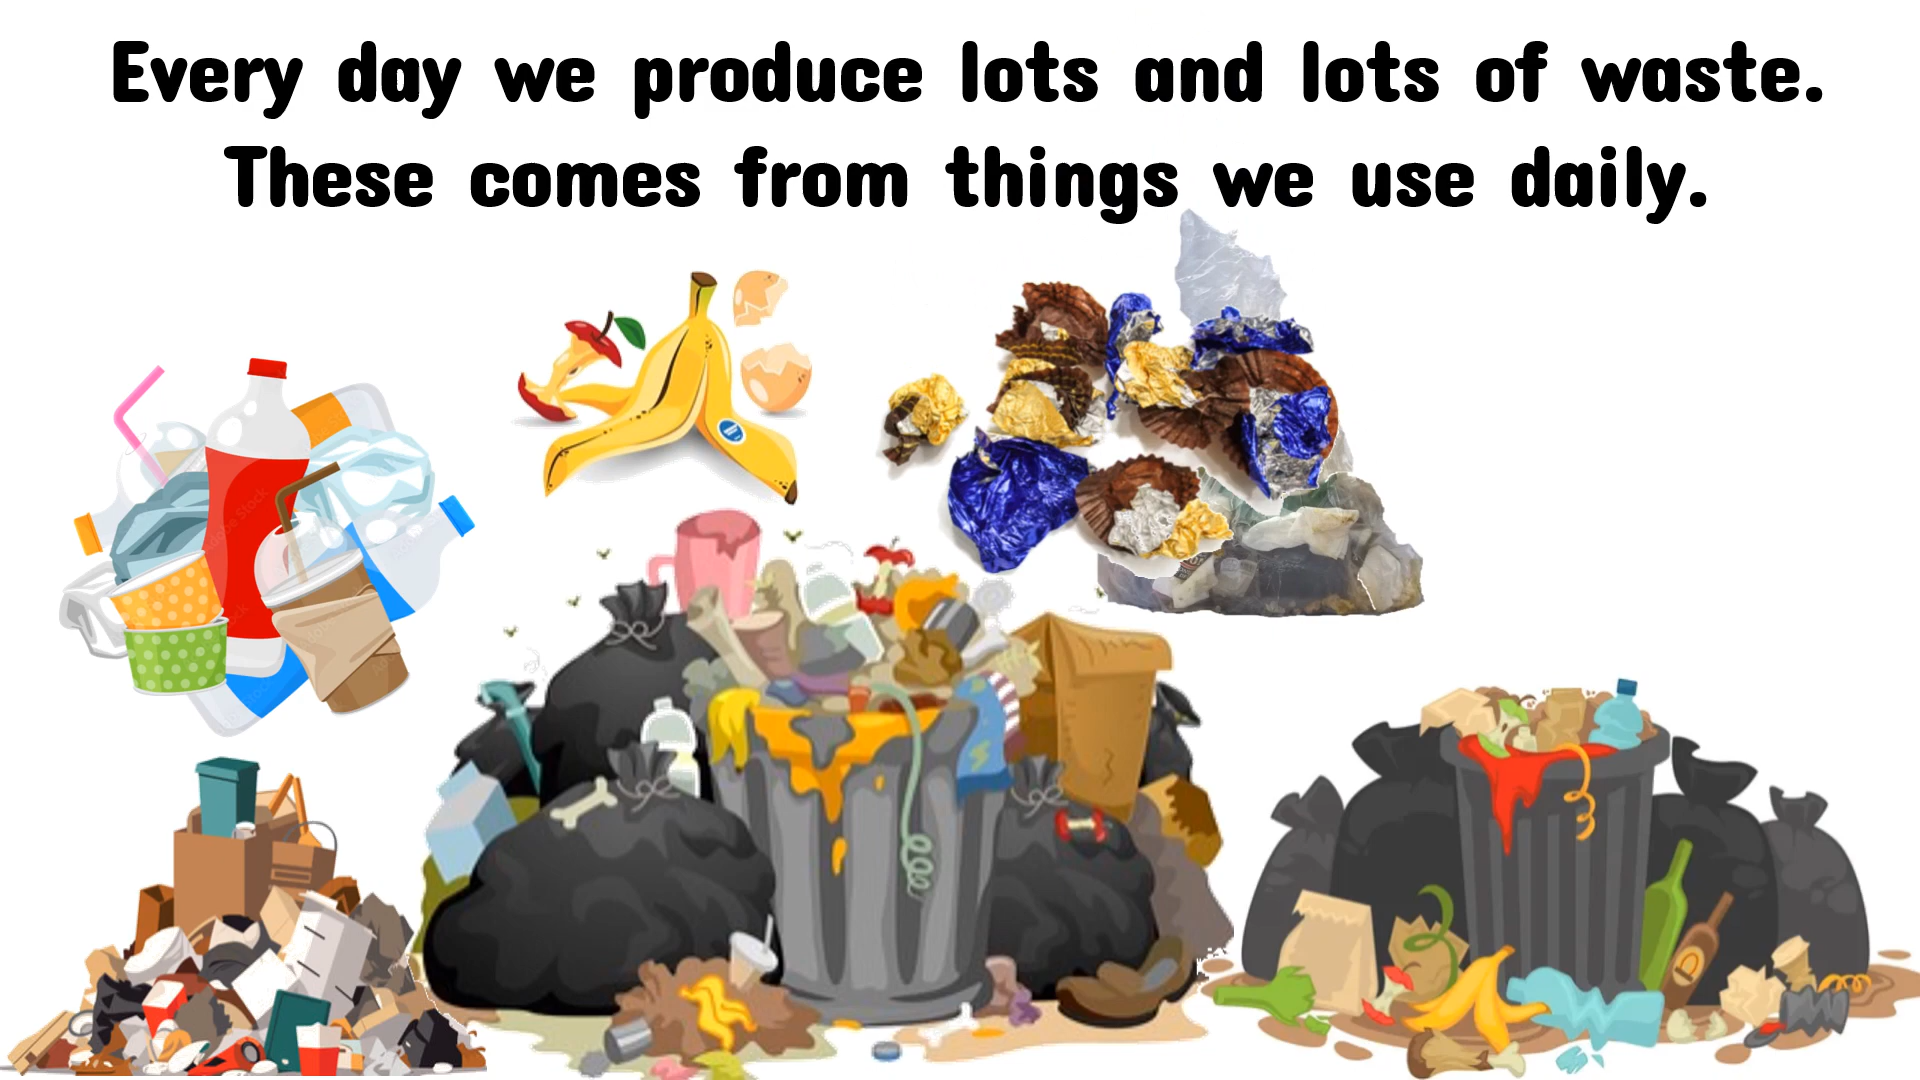 Every day we produce lots and lots of waste.
These comes from things we use daily.